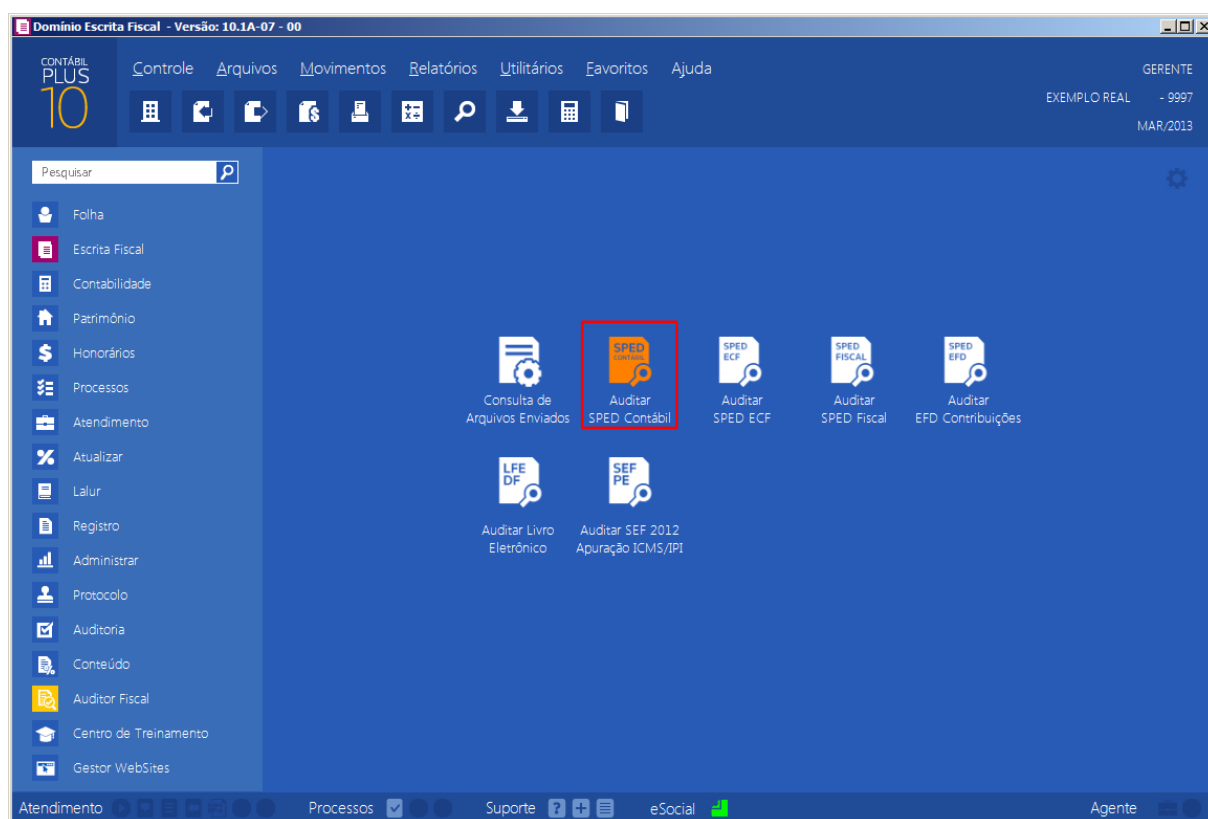 Domínio Escrita Fiscal - Versão: 10.1A-07 - 00
CONTÁBIL
PLUS
10
Controle Arquivos Movimentos Relatórios Utilitários Favoritos Ajuda
GERENTE
EXEMPLO REAL - 9997
MAR/2013
Pesquisar
Folha
Escrita Fiscal
Contabilidade
Patrimônio
Honorários
Processos
Atendimento
Atualizar
Lalur
Registro
Administrar
Protocolo
Auditoria
Conteúdo
Auditor Fiscal
Centro de Treinamento
Gestor WebSites
Consulta de
Arquivos Enviados
SPED
CONTÁBIL
Auditar
SPED Contábil
SPED
ECF
Auditar
SPED ECF
SPED
FISCAL
Auditar
SPED Fiscal
SPED
EFD
Auditar
EFD Contribuições
LFE
DF
Auditar Livro
Eletrônico
SEF
PE
Auditar SEF 2012
Apuração ICMS/IPI
Atendimento Processos Suporte eSocial Agente